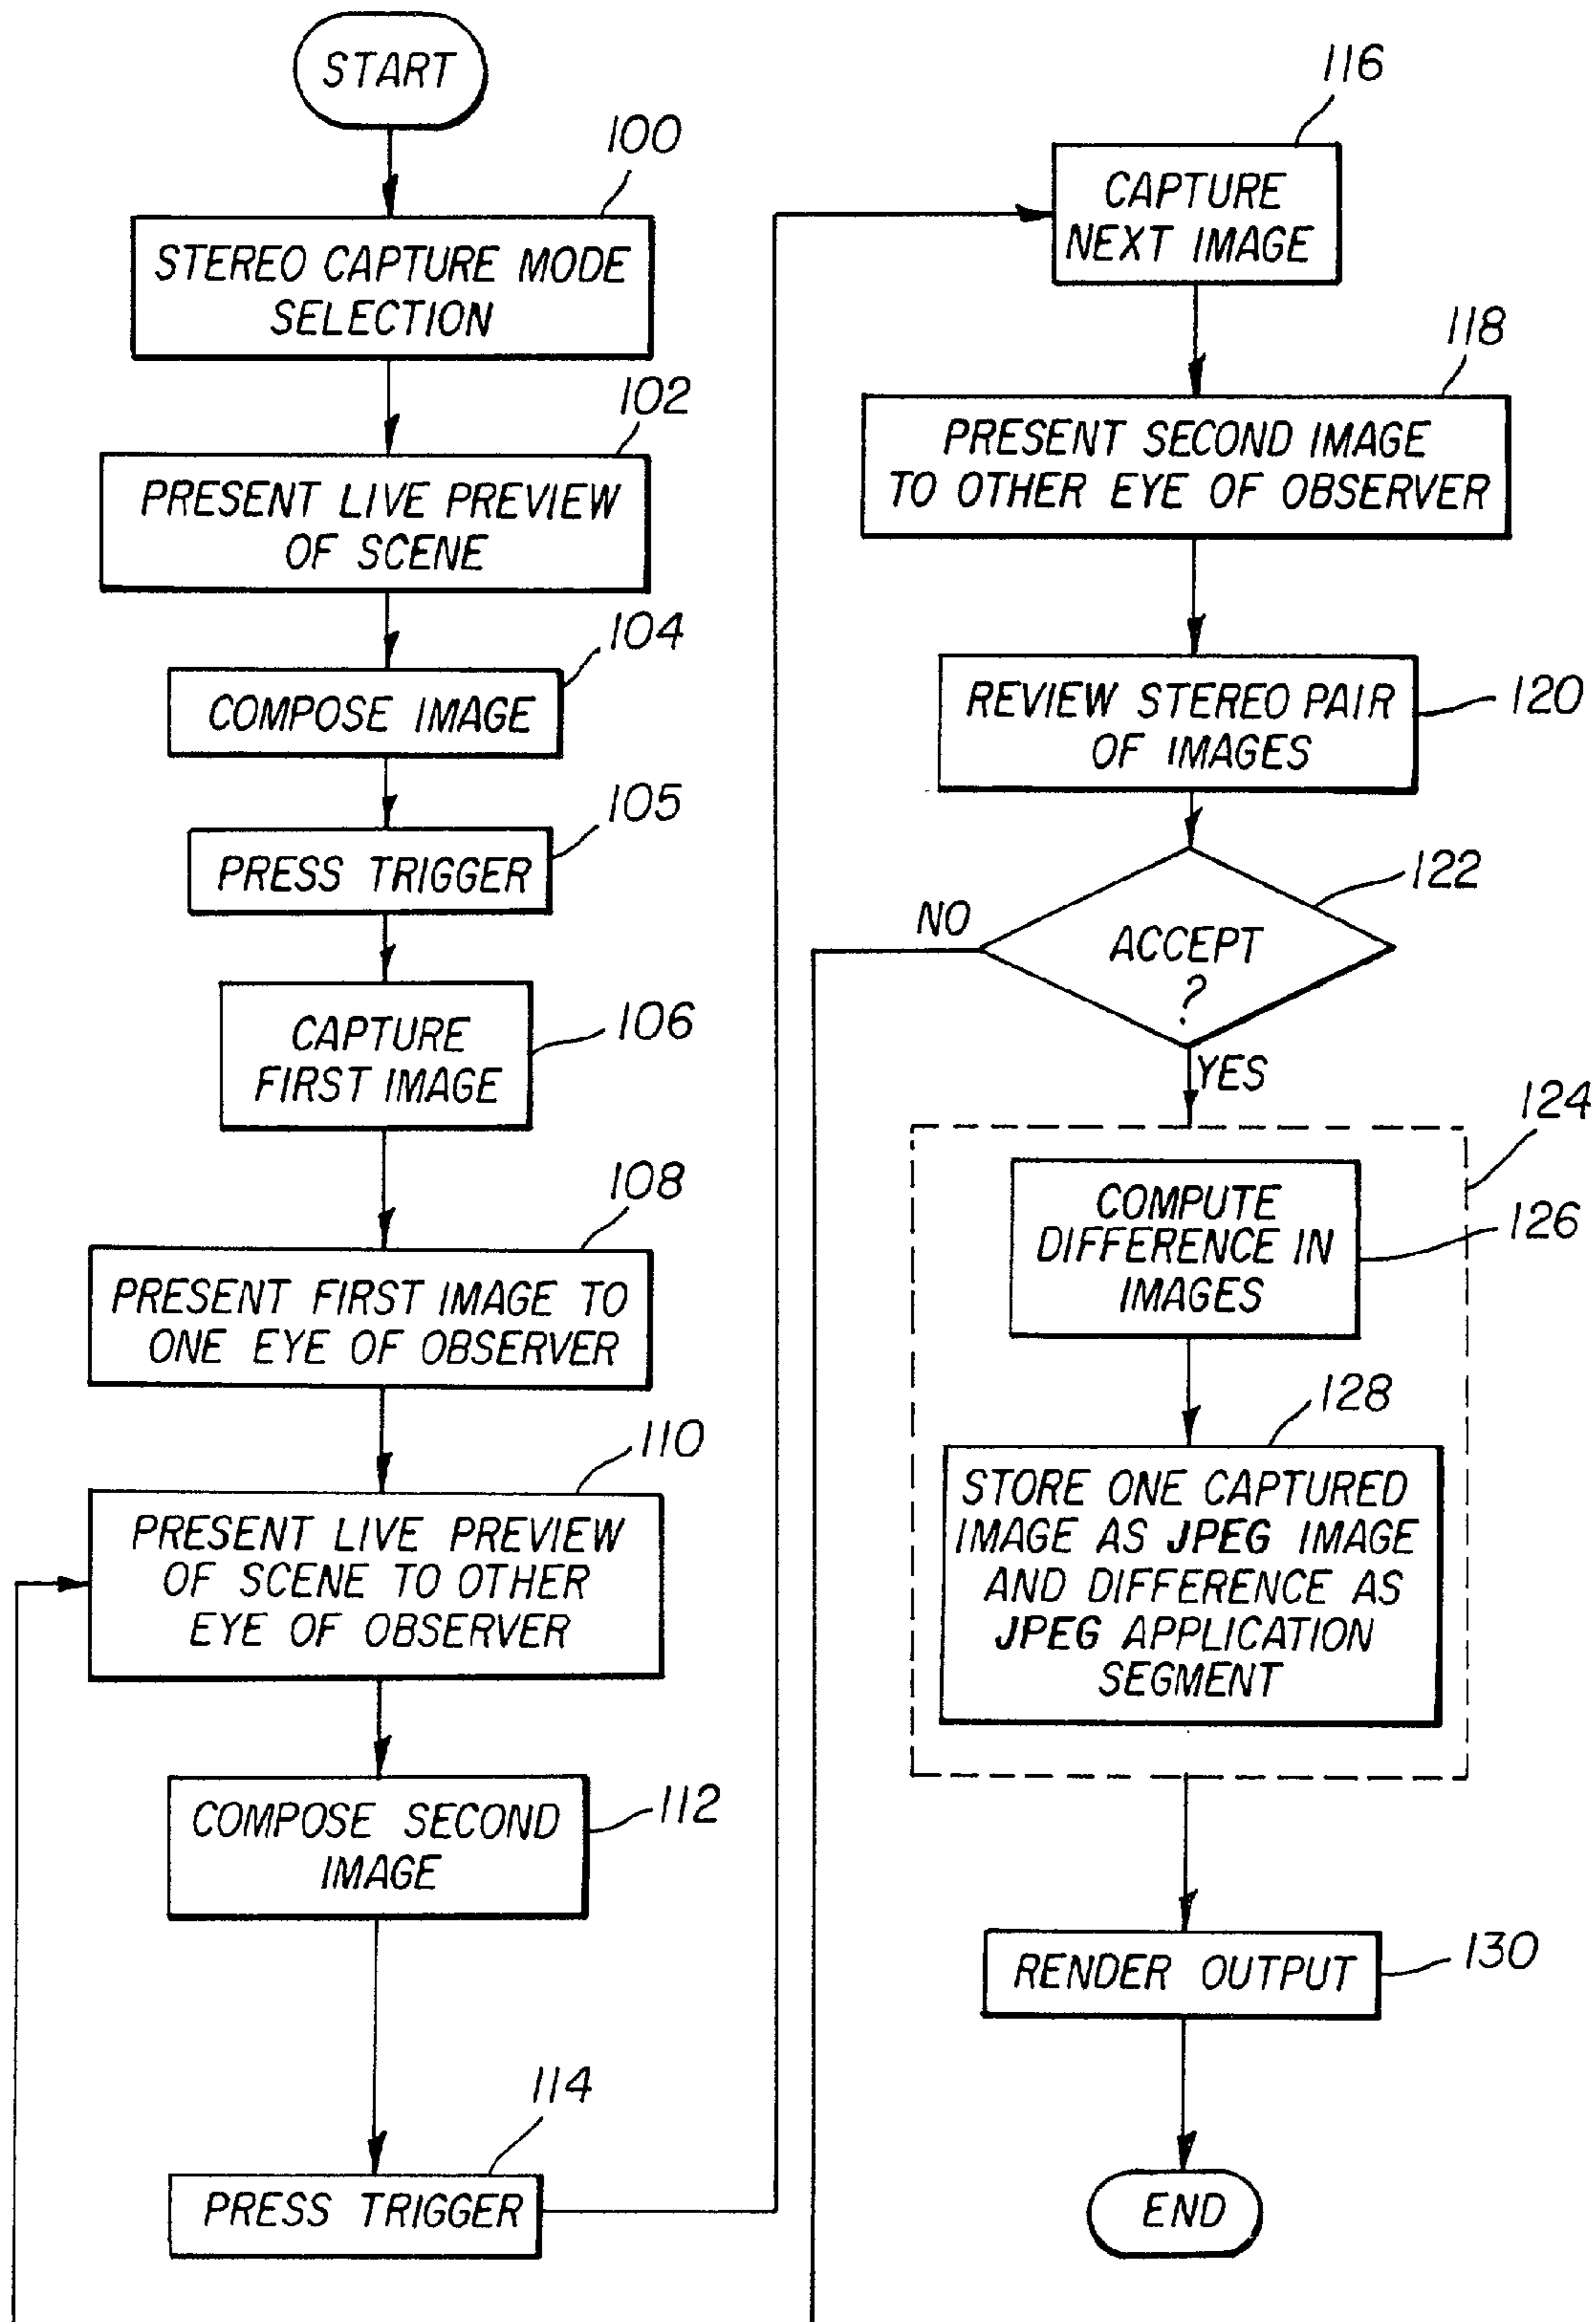 START
100
STEREO CAPTURE MODE
SELECTION
102
PRESENT LIVE PREVIEW
OF SCENE
104
COMPOSE IMAGE
105
PRESS TRIGGER
106
CAPTURE
FIRST IMAGE
108
PRESENT FIRST IMAGE TO
ONE EYE OF OBSERVER
110
PRESENT LIVE PREVIEW
OF SCENE TO OTHER
EYE OF OBSERVER
112
COMPOSE SECOND
IMAGE
114
PRESS TRIGGER
116
CAPTURE
NEXT IMAGE
118
PRESENT SECOND IMAGE
TO OTHER EYE OF OBSERVER
120
REVIEW STEREO PAIR
OF IMAGES
122
NO
ACCEPT
?
YES
124
COMPUTE
DIFFERENCE IN
IMAGES
126
128
STORE ONE CAPTURED
IMAGE AS JPEG IMAGE
AND DIFFERENCE AS
JPEG APPLICATION
SEGMENT
RENDER OUTPUT
130
END